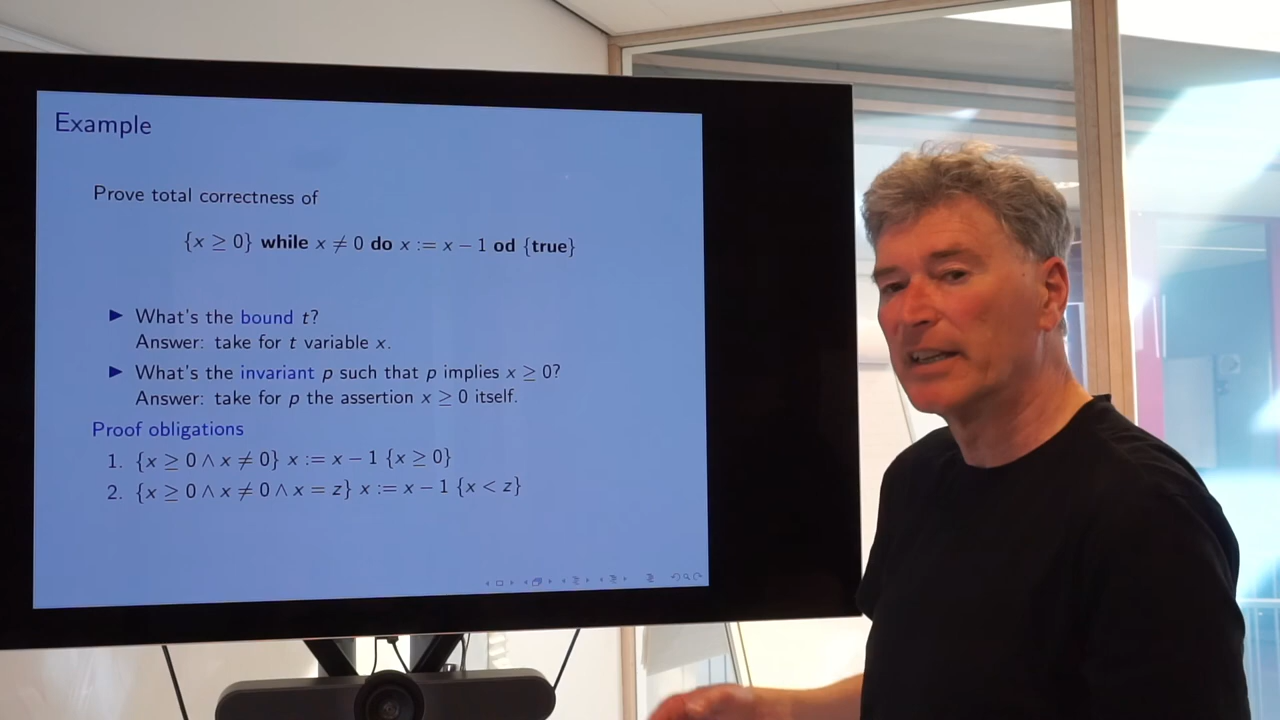 Example
Prove total correctness of
{x ≥ 0} while x ≠ 0 do x := x − 1 od {true}
▶ What's the bound t?
Answer: take for t variable x.
▶ What's the invariant p such that p implies x ≥ 0?
Answer: take for p the assertion x ≥ 0 itself.
Proof obligations
1. {x ≥ 0 ∧ x ≠ 0} x := x − 1 {x ≥ 0}
2. {x ≥ 0 ∧ x ≠ 0 ∧ x = z} x := x − 1 {x < z}